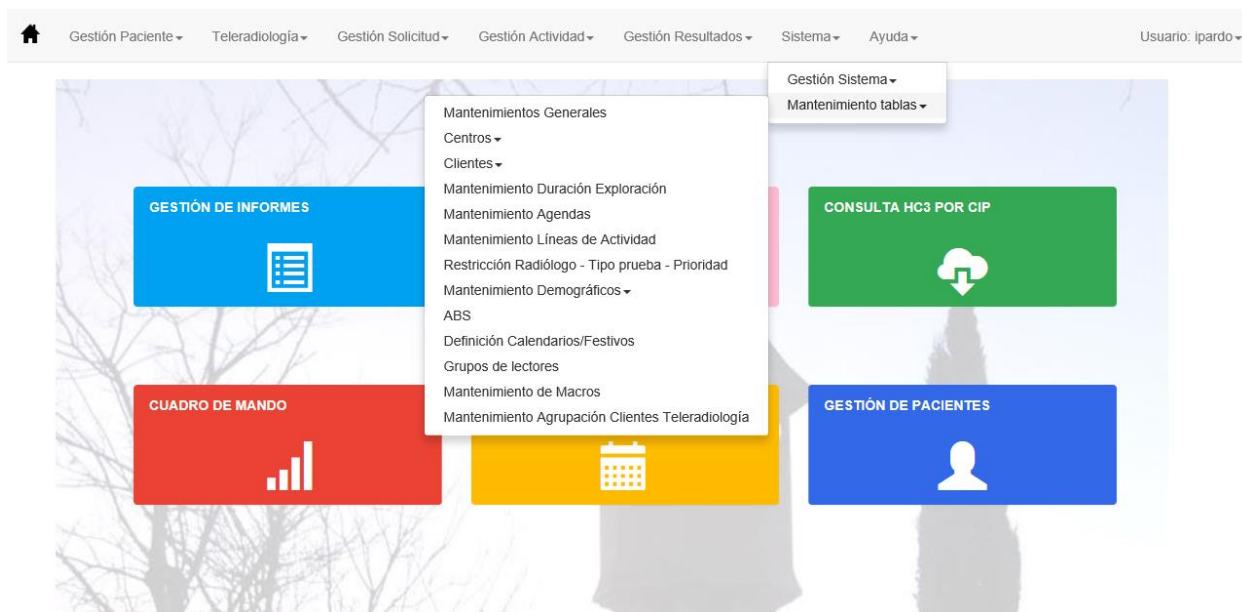 Gestión Paciente Teleradiología Gestión Solicitud Gestión Actividad Gestión Resultados Sistema Ayuda Usuario: ipardo
Gestión Sistema
Mantenimiento tablas
Mantenimientos Generales
Centros
Clientes
Mantenimiento Duración Exploración
Mantenimiento Agendas
Mantenimiento Líneas de Actividad
Restricción Radiólogo - Tipo prueba - Prioridad
Mantenimiento Demográficos
ABS
Definición Calendarios/Festivos
Grupos de lectores
Mantenimiento de Macros
Mantenimiento Agrupación Clientes Teleradiología
GESTIÓN DE INFORMES
CONSULTA HC3 POR CIP
CUADRO DE MANDO
GESTIÓN DE PACIENTES